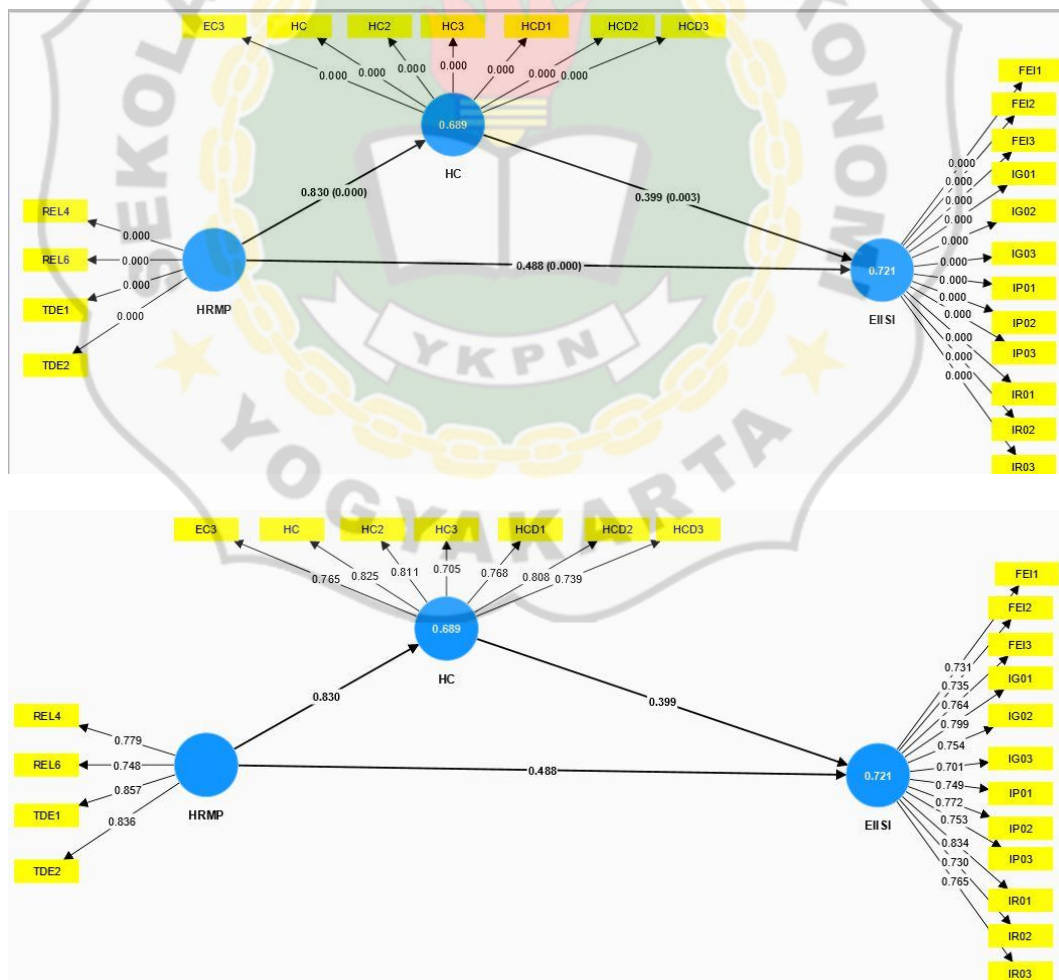 EC3 HC HC2 HC3 HCD1 HCD2 HCD3
0.000 0.000 0.000 0.000 0.000 0.000 0.000
0.689
HC
0.830 (0.000)
0.399 (0.003)
0.488 (0.000)
REL4
REL6
TDE1
TDE2
0.000
0.000
0.000
0.000
HRMP
0.721
EIISI
0.000
0.000
0.000
0.000
0.000
0.000
0.000
0.000
0.000
0.000
0.000
0.000
FEI1
FEI2
FEI3
IG01
IG02
IG03
IP01
IP02
IP03
IR01
IR02
IR03
YKPN
YOGYAKARTA
EC3 HC HC2 HC3 HCD1 HCD2 HCD3
0.765 0.825 0.811 0.705 0.768 0.808 0.739
0.689
HC
0.830
0.399
0.488
REL4
REL6
TDE1
TDE2
0.779
0.748
0.857
0.836
HRMP
0.721
EIISI
0.731
0.735
0.764
0.799
0.754
0.701
0.749
0.772
0.753
0.834
0.730
0.765
FEI1
FEI2
FEI3
IG01
IG02
IG03
IP01
IP02
IP03
IR01
IR02
IR03